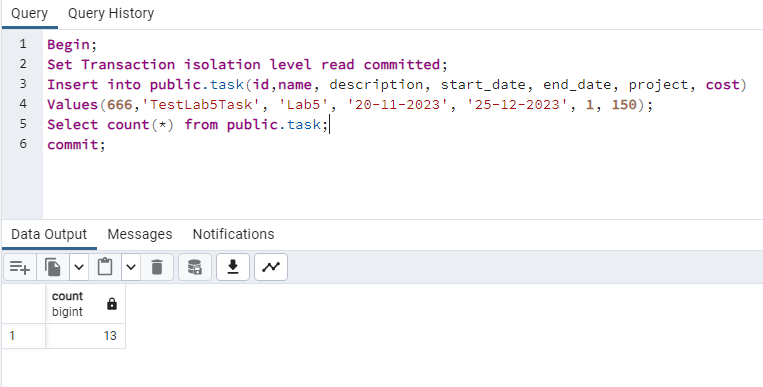 Query Query History
1 Begin;
2 Set Transaction isolation level read committed;
3 Insert into public.task(id,name, description, start_date, end_date, project, cost)
4 Values(666,'TestLab5Task', 'Lab5', '20-11-2023', '25-12-2023', 1, 150);
5 Select count(*) from public.task;
6 commit;
Data Output Messages Notifications
count
bigint
1 13